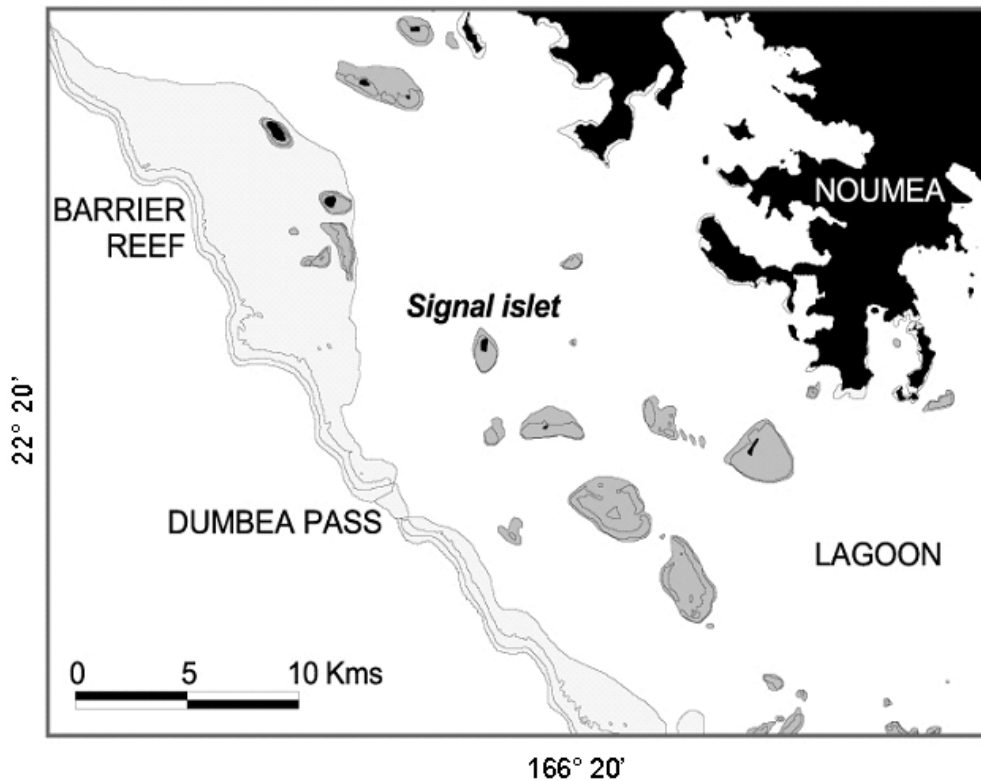 NOUMEA
BARRIER
REEF
Signal islet
22° 20'
DUMBEA PASS
LAGOON
0 5 10 Kms
166° 20'